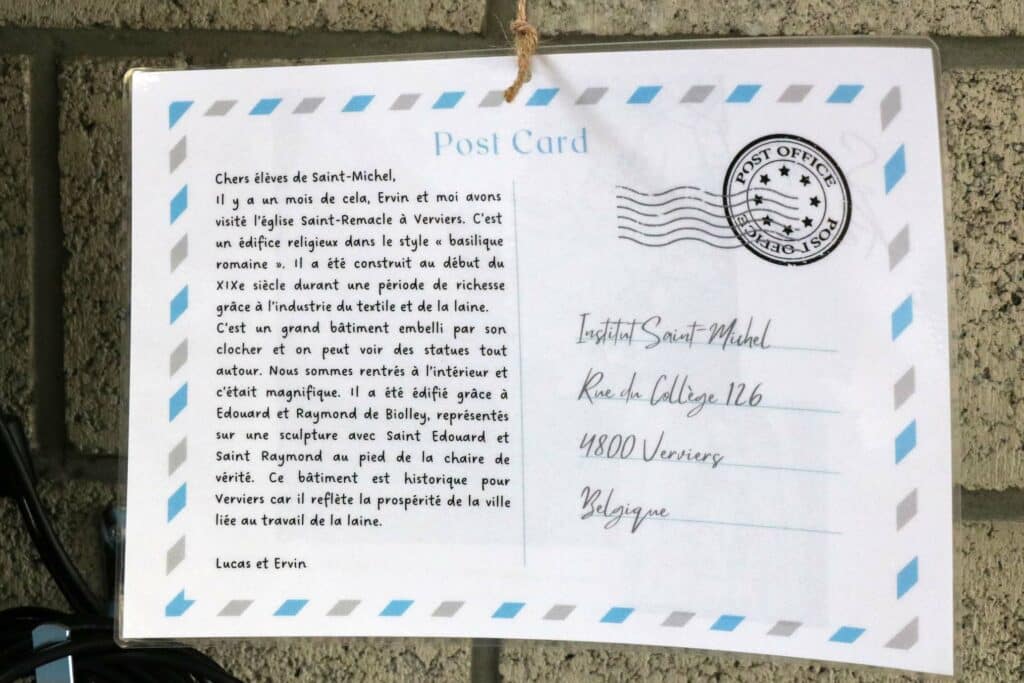 Post Card
Chers élèves de Saint-Michel,
Il y a un mois de cela, Ervin et moi avons
visité l'église Saint-Remacle à Verviers. C'est
un édifice religieux dans le style « basilique
romaine ». Il a été construit au début du
XIXe siècle durant une période de richesse
grâce à l'industrie du textile et de la laine.
C'est un grand bâtiment embelli par son
clocher et on peut voir des statues tout
autour. Nous sommes rentrés à l'intérieur et
c'était magnifique. Il a été édifié grâce à
Edouard et Raymond de Biolley, représentés
sur une sculpture avec Saint Edouard et
Saint Raymond au pied de la chaire de
vérité. Ce bâtiment est historique pour
Verviers car il reflète la prospérité de la ville
liée au travail de la laine.
Lucas et Ervin
POST OFFICE
POST OFFICE
Institut Saint-Michel
Rue du Collège 126
4800 Verviers
Belgique